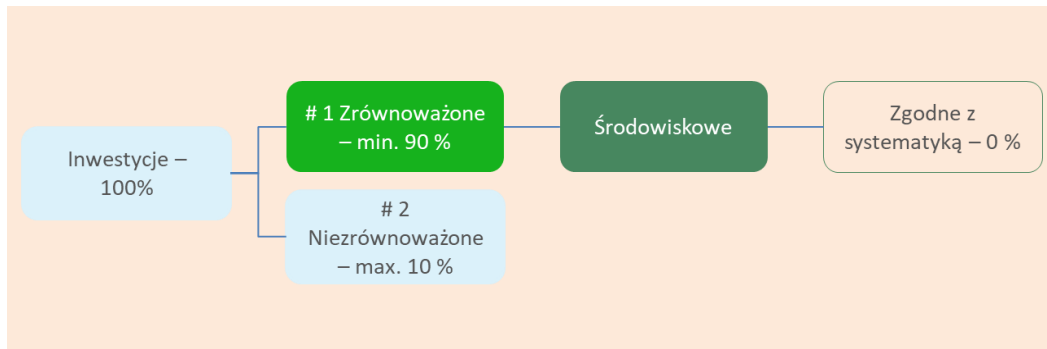 Inwestycje –
100%
# 1 Zrównoważone
– min. 90 %
# 2
Niezrównoważone
– max. 10 %
Środowiskowe
Zgodne z
systematyką – 0 %